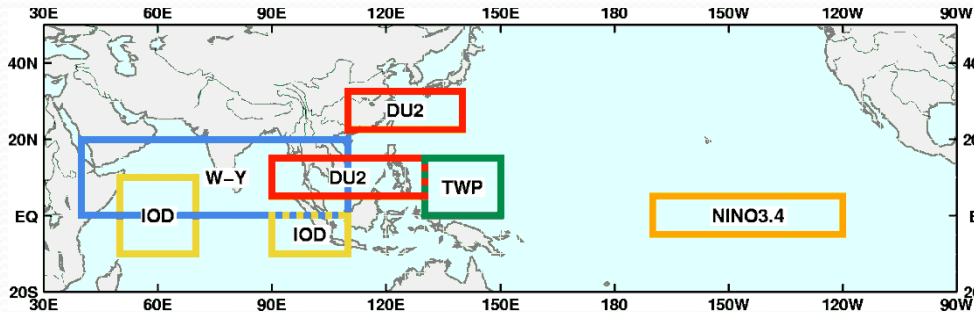 30E 60E 90E 120E 150E 180 150W 120W 90W
40N 40
DU2
20N 20
W–Y DU2 TWP
EQ IOD NINO3.4 E
IOD
20S 20
30E 60E 90E 120E 150E 180 150W 120W 90W